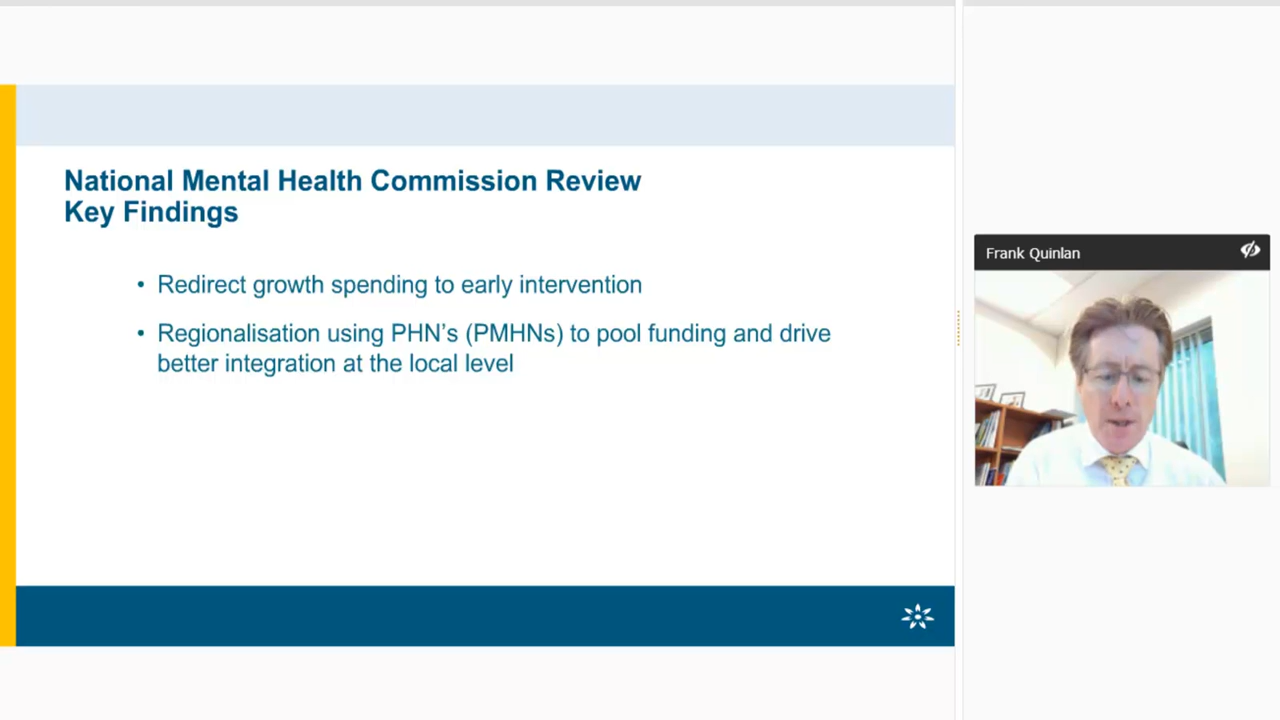 National Mental Health Commission Review
Key Findings
• Redirect growth spending to early intervention
• Regionalisation using PHN’s (PMHNs) to pool funding and drive
better integration at the local level
Frank Quinlan